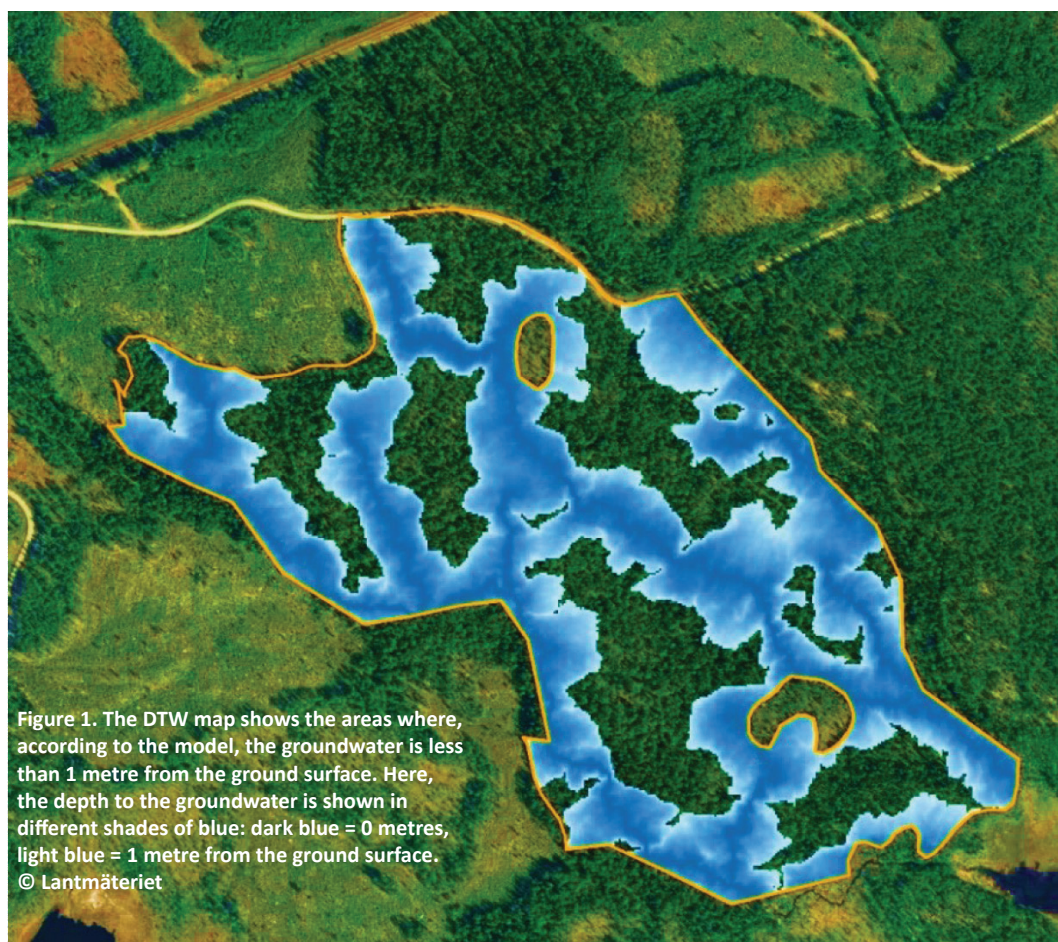 Figure 1. The DTW map shows the areas where,
according to the model, the groundwater is less
than 1 metre from the ground surface. Here,
the depth to the groundwater is shown in
different shades of blue: dark blue = 0 metres,
light blue = 1 metre from the ground surface.
© Lantmäteriet